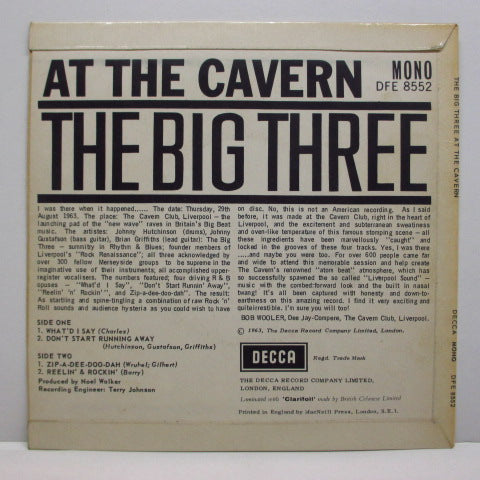 AT THE CAVERN
MONO
DFE 8552
THE BIG THREE
I was there when it happened..... The date: Thursday, 29th
August 1963. The place: The Cavern Club, Liverpool — the
launching pad of the "new wave" raves in Britain's Big Beat
music. The artistes: Johnny Hutchinson (drums), Johnny
Gustafson (bass guitar), Brian Griffiths (lead guitar): The Big
Three — summity in Rhythm & Blues; founder members of
Liverpool's "Rock Renaissance"; all three acknowledged by
over 300 fellow Merseyside groups to be supreme in the
imaginative use of their instruments; all accomplished upper-
register vocalises. The numbers featured; four driving R & B
opuses — "What'd I Say", "Don't Start Runnin' Away",
"Reelin' 'n' Rockin'", and Zip-a-dee-doo-dah". The result:
As startling and spine-tingling a combination of raw Rock 'n'
Roll sounds and audience hysteria as you could wish to have
on disc. No, this is not an American recording. As I said
before, it was made at the Cavern Club, right in the heart of
Liverpool, and the excitement and subterranean sweatiness
and oven-like temperature of this famous stomping scene — all
these ingredients have been marvellously "caught" and
locked in the grooves of these four tracks. Yes, I was there
....and maybe you were too. For over 600 people came far
and wide to attend this memorable session and help create
The Cavern's renowned "atom beat" atmosphere, which has
so successfully spread the so-called "Liverpool Sound" —
music with the combed-forward look and the built in naval
beans! It's all been captured with honesty and down-to-
earthness on this amazing record. I find it very exciting and
quiberiresistible. I'm sure you will too!
BOB WOOLER, Dee Jay-Compere, The Cavern Club, Liverpool.
© 1963, The Decca Record Company Limited, London.
SIDE ONE
1. WHAT'D I SAY (Charles)
2. DON'T START RUNNING AWAY
(Hutchinson, Gustafson, Griffiths)
SIDE TWO
1. ZIP-A-DEE-DOO-DAH (Wrubel; Gilbert)
2. REELIN' & ROCKIN' (Berry)
Produced by Noel Walker
Recording Engineer: Terry Johnson
DECCA
Regd. Trade Mark
THE DECCA RECORD COMPANY LIMITED,
LONDON, ENGLAND
Laminated with 'Clarifoil' made by British Celanese Limited
Printed in England by MacNeill Press, London, S.E.1.
THE BIG THREE AT THE CAVERN
DECCA MONO DFE 8552